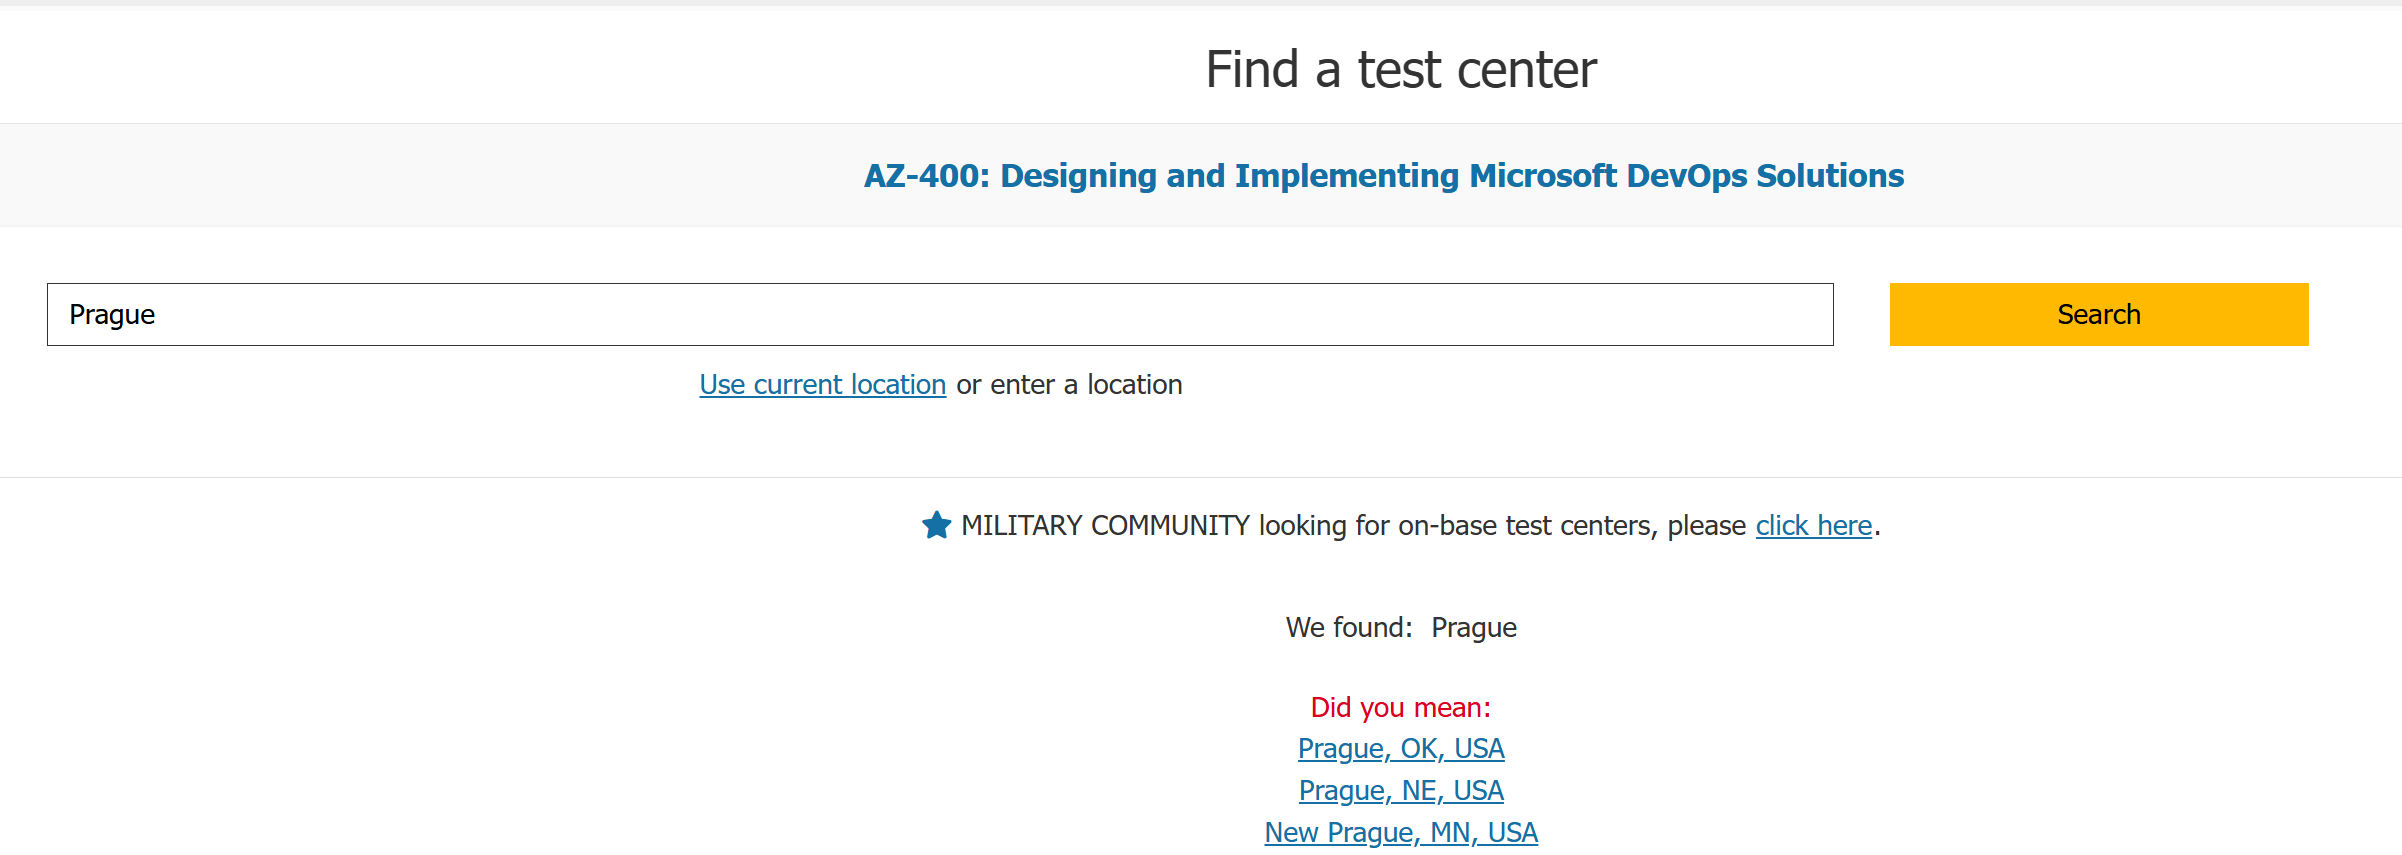 Find a test center
AZ-400: Designing and Implementing Microsoft DevOps Solutions
Prague
Search
Use current location or enter a location
MILITARY COMMUNITY looking for on-base test centers, please click here.
We found: Prague
Did you mean:
Prague, OK, USA
Prague, NE, USA
New Prague, MN, USA